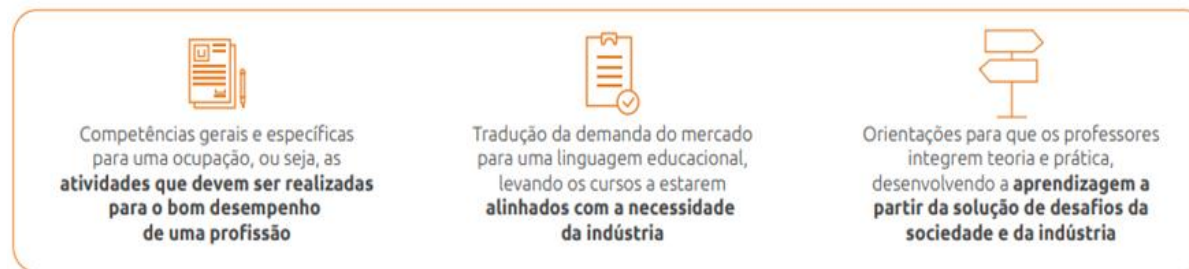 Competências gerais e específicas
para uma ocupação, ou seja, as
atividades que devem ser realizadas
para o bom desempenho
de uma profissão
Tradução da demanda do mercado
para uma linguagem educacional,
levando os cursos a estarem
alinhados com a necessidade
da indústria
Orientações para que os professores
integrem teoria e prática,
desenvolvendo a aprendizagem a
partir da solução de desafios da
sociedade e da indústria